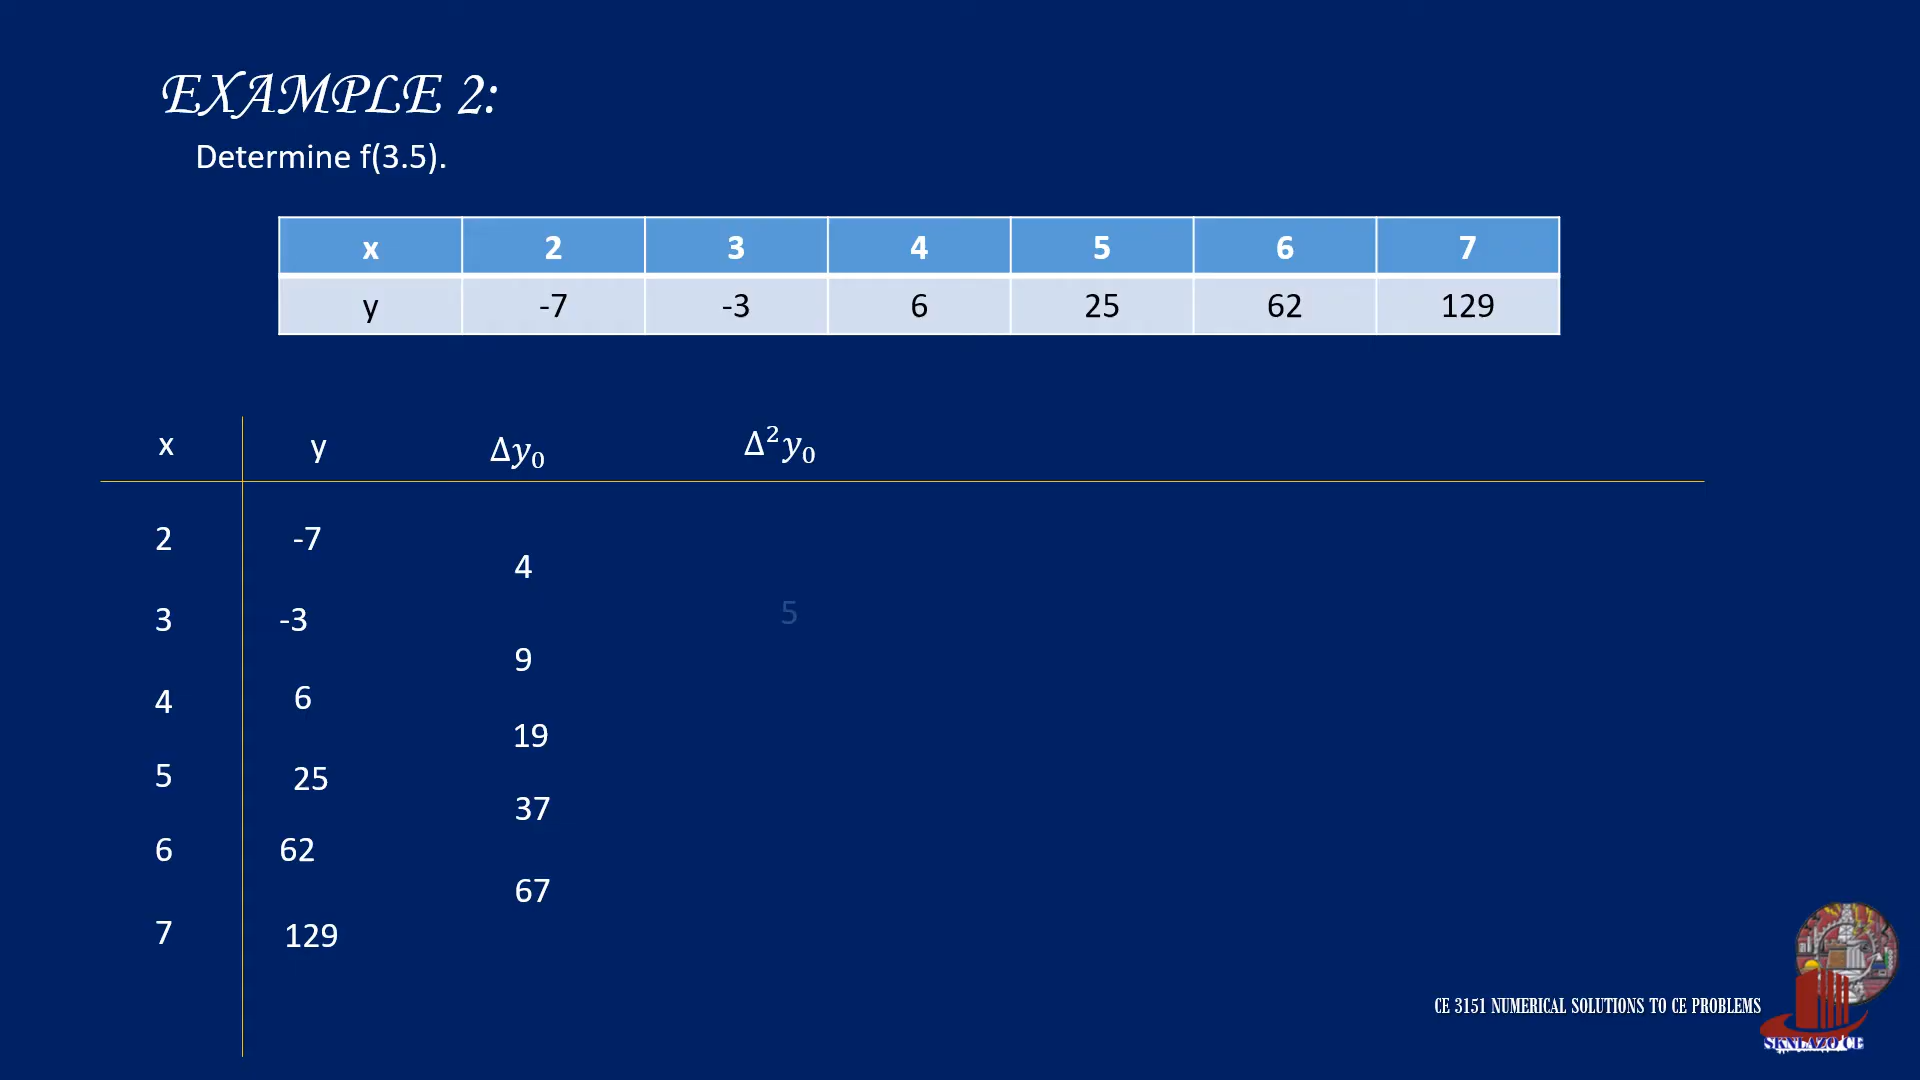 EXAMPLE 2:
Determine f(3.5).
x 2 3 4 5 6 7
y -7 -3 6 25 62 129
x y Δy₀ Δ²y₀
2 -7
4
3 -3 5
9
4 6
19
5 25
37
6 62
67
7 129
CE 3151 NUMERICAL SOLUTIONS TO CE PROBLEMS
SKNLAZO CE